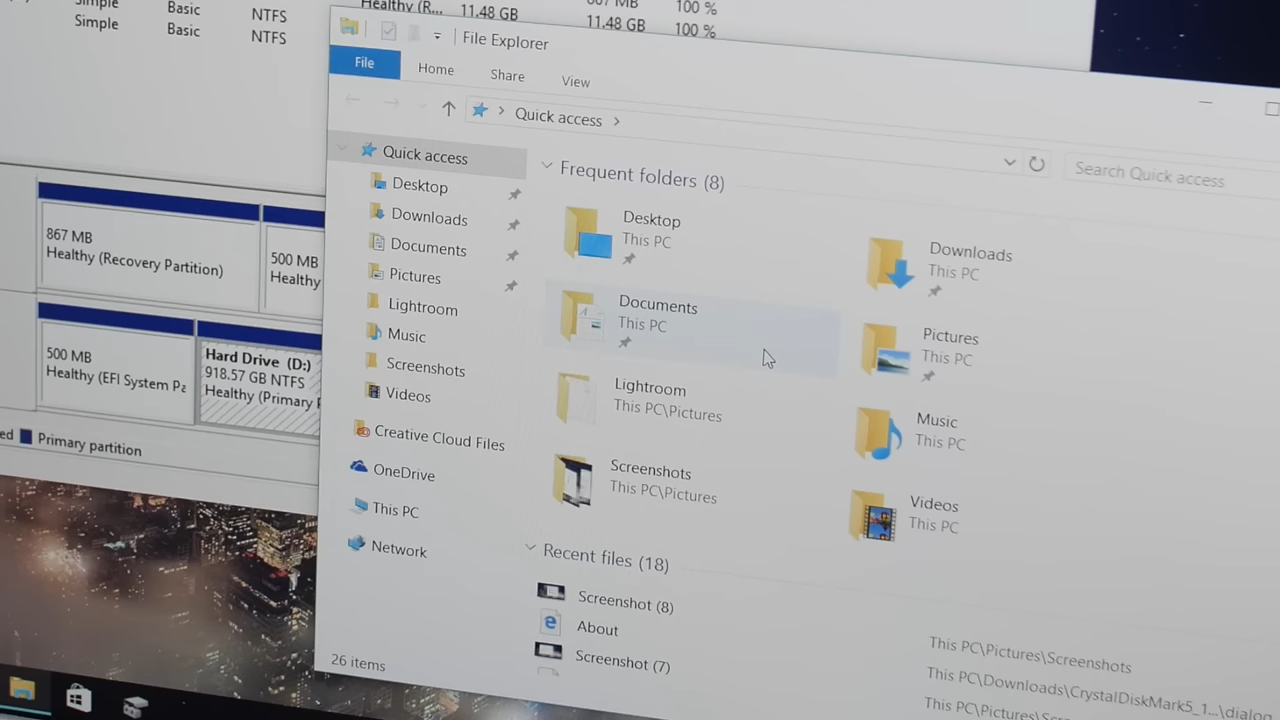 Simple Basic NTFS
Simple Basic NTFS
Healthy (R... 11.48 GB 867 MB 100 %
11.48 GB 100 %
File Explorer
File Home Share View
Quick access
Search Quick access
Quick access
Desktop
Downloads
Documents
Pictures
Lightroom
Music
Screenshots
Videos
Creative Cloud Files
OneDrive
This PC
Network
26 items
Frequent folders (8)
Desktop
This PC
Downloads
This PC
Documents
This PC
Pictures
This PC
Lightroom
This PC\Pictures
Music
This PC
Screenshots
This PC\Pictures
Videos
This PC
Recent files (18)
Screenshot (8)
About
Screenshot (7)
This PC\Pictures\Screenshots
This PC\Downloads\CrystalDiskMark5_1...\dialog
This PC\Pictures\Scre
867 MB
Healthy (Recovery Partition)
500 MB
Healthy
500 MB
Healthy (EFI System Pa
Hard Drive (D:)
918.57 GB NTFS
Healthy (Primary P
ed Primary partition